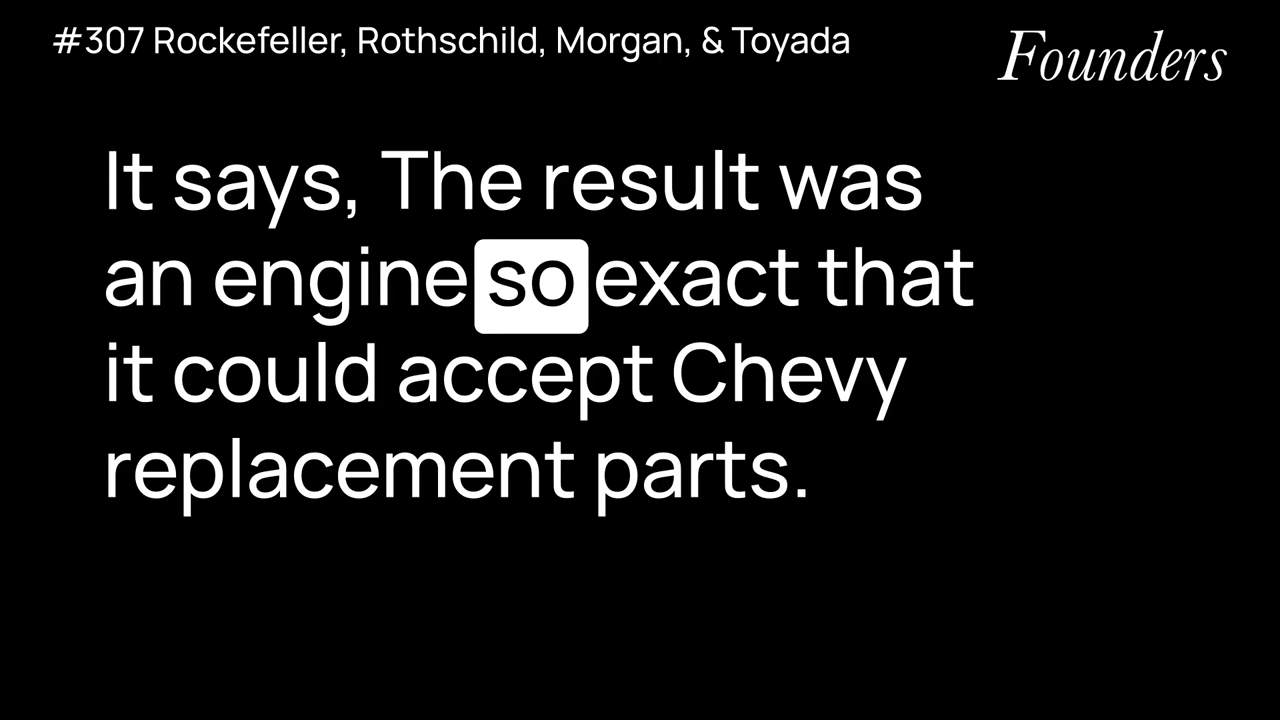 #307 Rockefeller, Rothschild, Morgan, & Toyada
Founders
It says, The result was
an engine so exact that
it could accept Chevy
replacement parts.